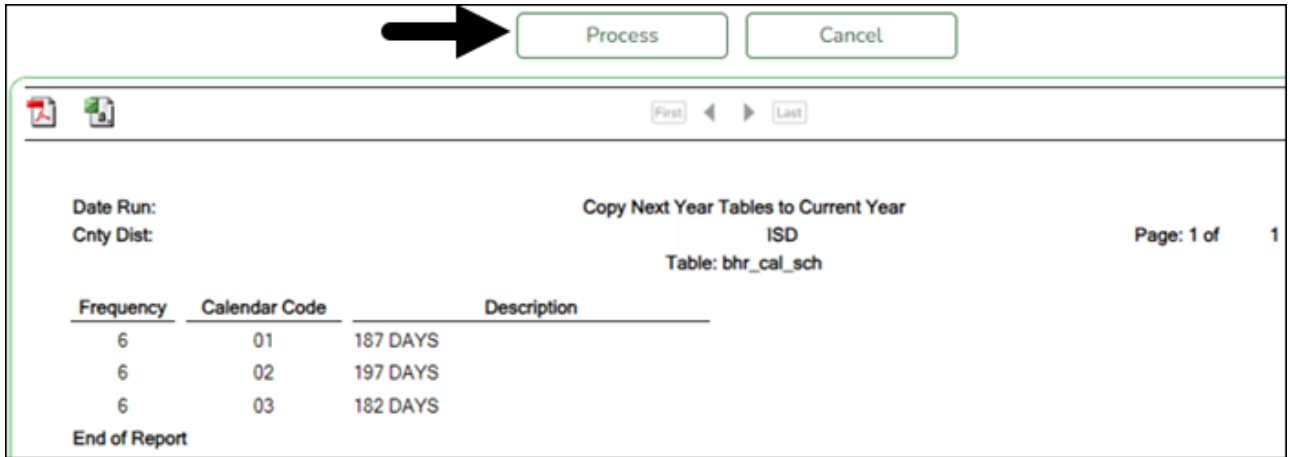 Process Cancel
First Last
Date Run: Copy Next Year Tables to Current Year
Cnty Dist: ISD Page: 1 of 1
Table: bhr_cal_sch
Frequency Calendar Code Description
6 01 187 DAYS
6 02 197 DAYS
6 03 182 DAYS
End of Report